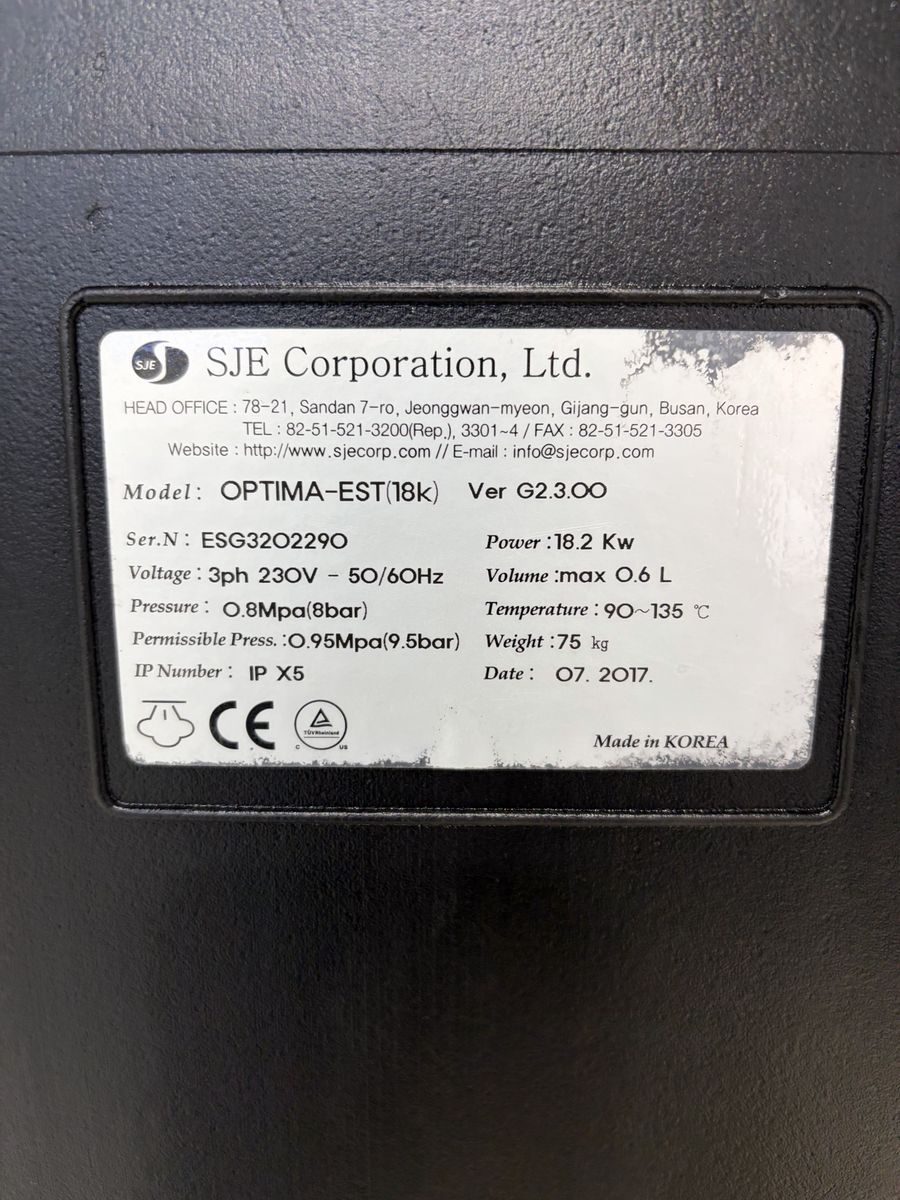 SJE SJE Corporation, Ltd.
HEAD OFFICE : 78-21, Sandan 7-ro, Jeonggwan-myeon, Gijang-gun, Busan, Korea
TEL : 82-51-521-3200(Rep.), 3301~4 / FAX : 82-51-521-3305
Website : http://www.sjecorp.com // E-mail : info@sjecorp.com
Model : OPTIMA-EST(18k) Ver G2.3.00
Ser.N : ESG3202290 Power :18.2 Kw
Voltage : 3ph 230V - 50/60Hz Volume :max 0.6 L
Pressure : 0.8Mpa(8bar) Temperature : 90~135 ℃
Permissible Press. :0.95Mpa(9.5bar) Weight :75 kg
IP Number : IP X5 Date : 07. 2017.
CE TÜVRheinland C US
Made in KOREA